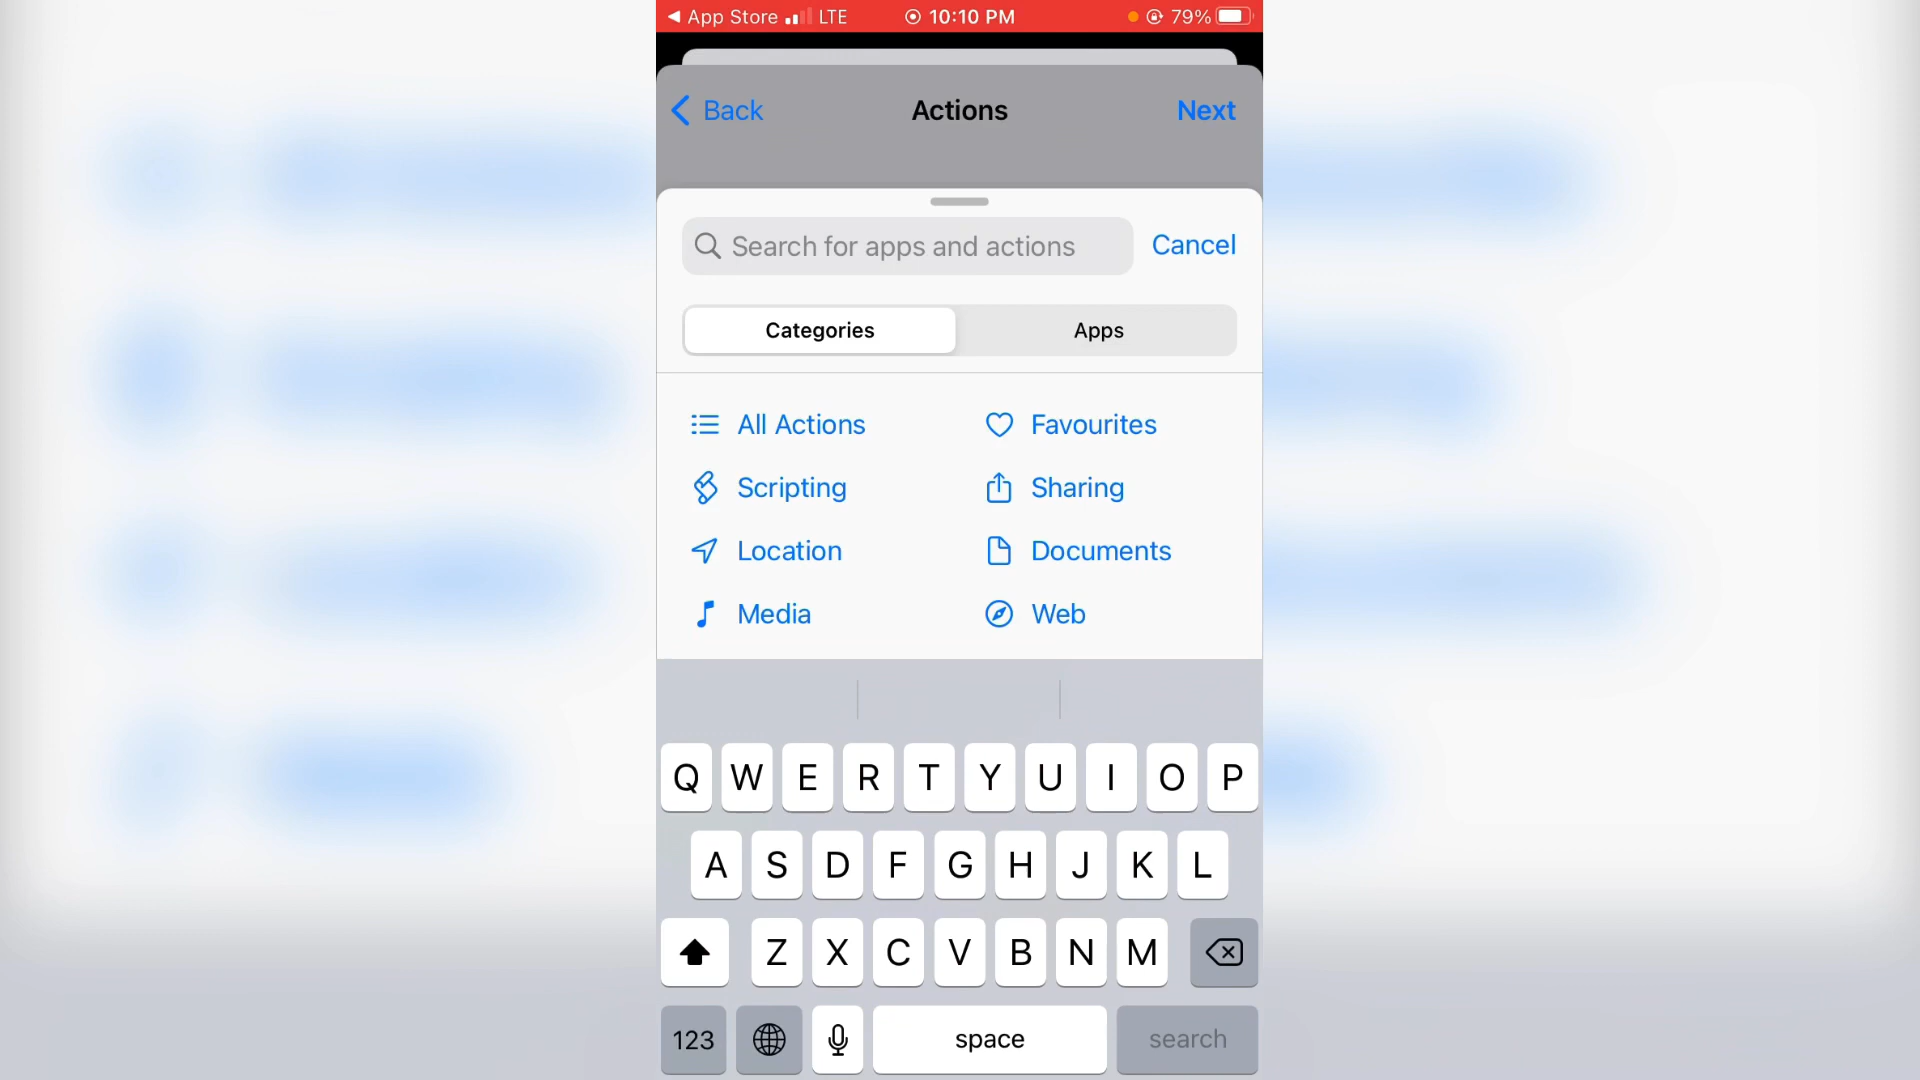 App Store LTE 10:10 PM 79%
Back Actions Next
Search for apps and actions Cancel
Categories Apps
All Actions Favourites
Scripting Sharing
Location Documents
Media Web
Q W E R T Y U I O P
A S D F G H J K L
Z X C V B N M
123 space search